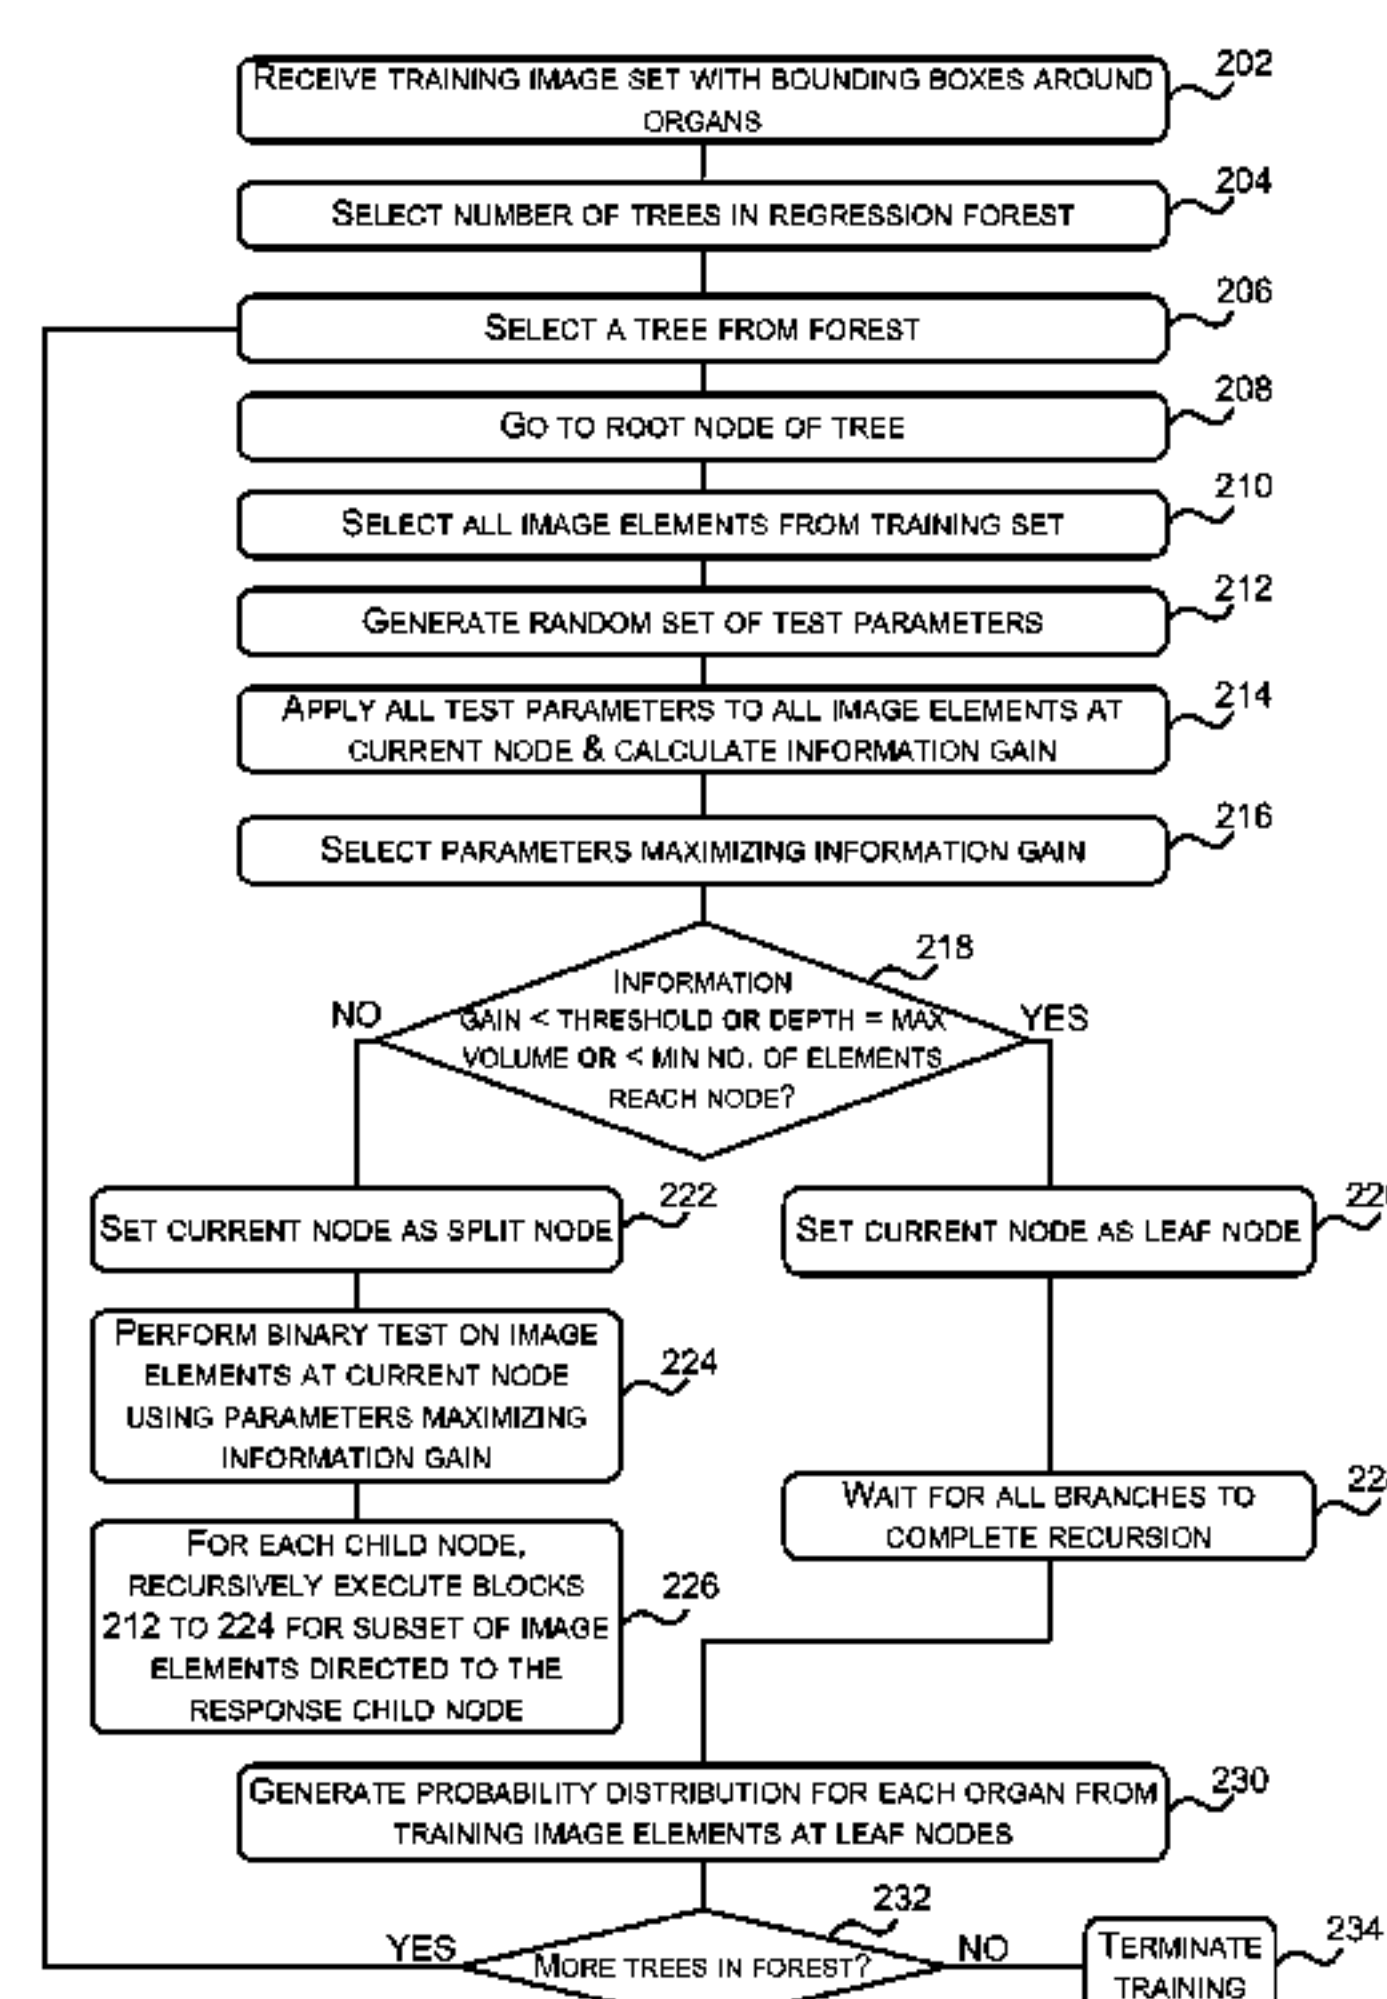 RECEIVE TRAINING IMAGE SET WITH BOUNDING BOXES AROUND
ORGANS
202
SELECT NUMBER OF TREES IN REGRESSION FOREST
204
SELECT A TREE FROM FOREST
206
GO TO ROOT NODE OF TREE
208
SELECT ALL IMAGE ELEMENTS FROM TRAINING SET
210
GENERATE RANDOM SET OF TEST PARAMETERS
212
APPLY ALL TEST PARAMETERS TO ALL IMAGE ELEMENTS AT
CURRENT NODE & CALCULATE INFORMATION GAIN
214
SELECT PARAMETERS MAXIMIZING INFORMATION GAIN
216
218
INFORMATION
GAIN < THRESHOLD OR DEPTH = MAX
VOLUME OR < MIN NO. OF ELEMENTS
REACH NODE?
NO
YES
SET CURRENT NODE AS SPLIT NODE
222
SET CURRENT NODE AS LEAF NODE
PERFORM BINARY TEST ON IMAGE
ELEMENTS AT CURRENT NODE
USING PARAMETERS MAXIMIZING
INFORMATION GAIN
224
FOR EACH CHILD NODE,
RECURSIVELY EXECUTE BLOCKS
212 TO 224 FOR SUBSET OF IMAGE
ELEMENTS DIRECTED TO THE
RESPONSE CHILD NODE
226
WAIT FOR ALL BRANCHES TO
COMPLETE RECURSION
GENERATE PROBABILITY DISTRIBUTION FOR EACH ORGAN FROM
TRAINING IMAGE ELEMENTS AT LEAF NODES
230
232
YES
MORE TREES IN FOREST?
NO
TERMINATE
TRAINING
234